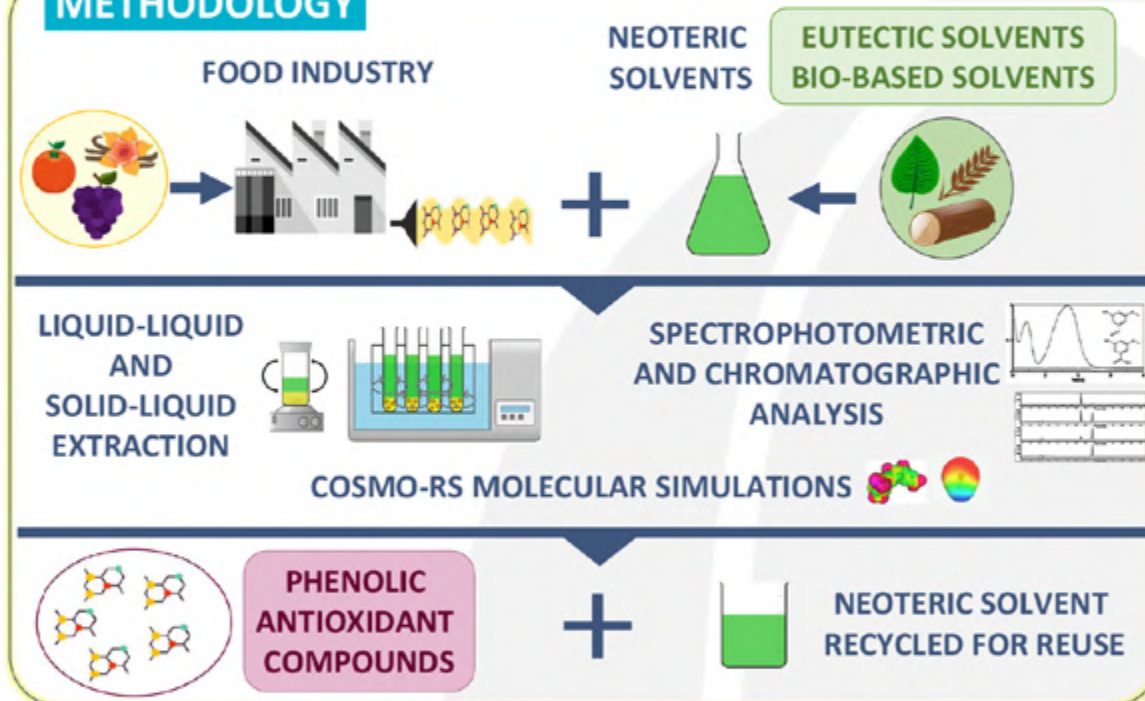 METHODOLOGY
FOOD INDUSTRY
NEOTERIC
SOLVENTS
EUTECTIC SOLVENTS
BIO-BASED SOLVENTS
LIQUID-LIQUID
AND
SOLID-LIQUID
EXTRACTION
SPECTROPHOTOMETRIC
AND CHROMATOGRAPHIC
ANALYSIS
COSMO-RS MOLECULAR SIMULATIONS
PHENOLIC
ANTIOXIDANT
COMPOUNDS
NEOTERIC SOLVENT
RECYCLED FOR REUSE